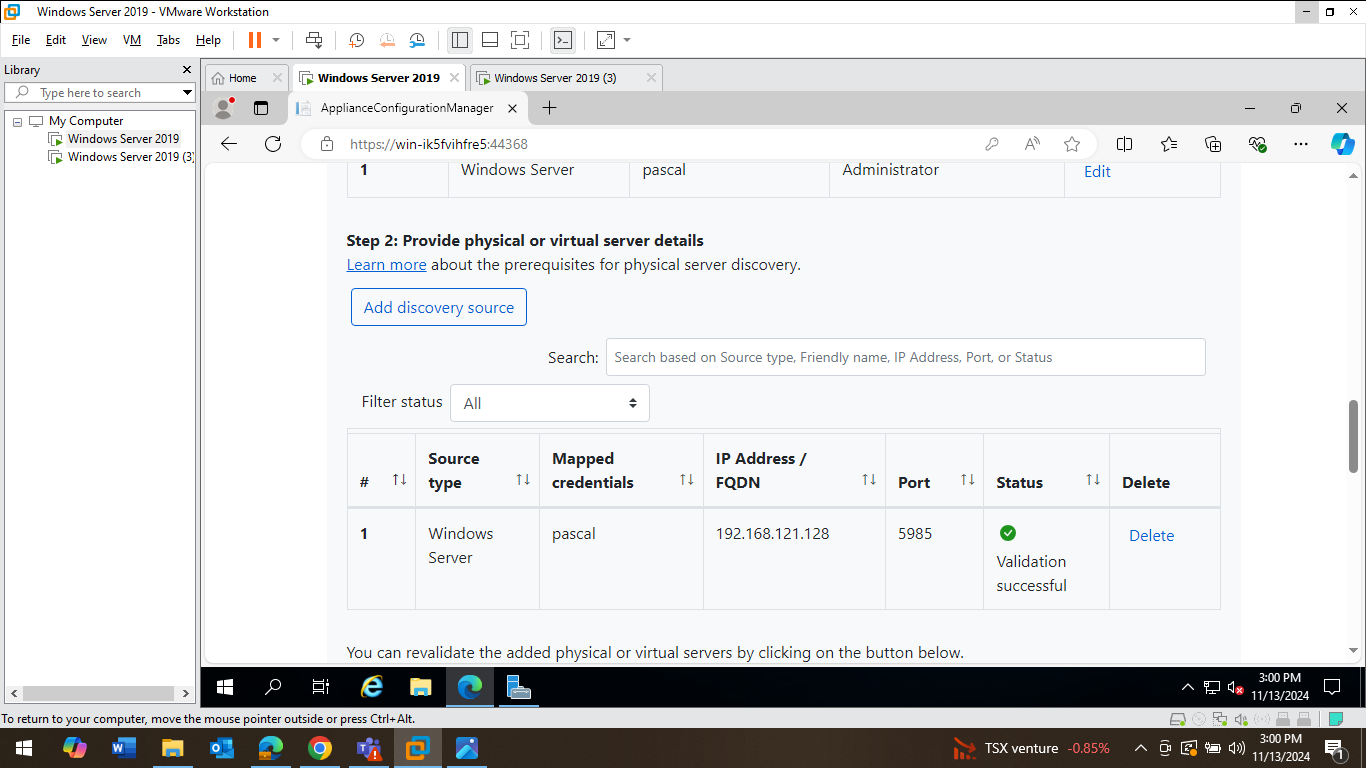 Windows Server 2019 - VMware Workstation
File Edit View VM Tabs Help
Library
Type here to search
My Computer
Windows Server 2019
Windows Server 2019 (3)
Home
Windows Server 2019
Windows Server 2019 (3)
ApplianceConfigurationManager
https://win-ik5fvihfre5:44368
1 Windows Server pascal Administrator Edit
Step 2: Provide physical or virtual server details
Learn more about the prerequisites for physical server discovery.
Add discovery source
Search: Search based on Source type, Friendly name, IP Address, Port, or Status
Filter status All
# Source type Mapped credentials IP Address / FQDN Port Status Delete
1 Windows Server pascal 192.168.121.128 5985 Validation successful Delete
You can revalidate the added physical or virtual servers by clicking on the button below.
3:00 PM
11/13/2024
To return to your computer, move the mouse pointer outside or press Ctrl+Alt.
TSX venture -0.85%
3:00 PM
11/13/2024
1